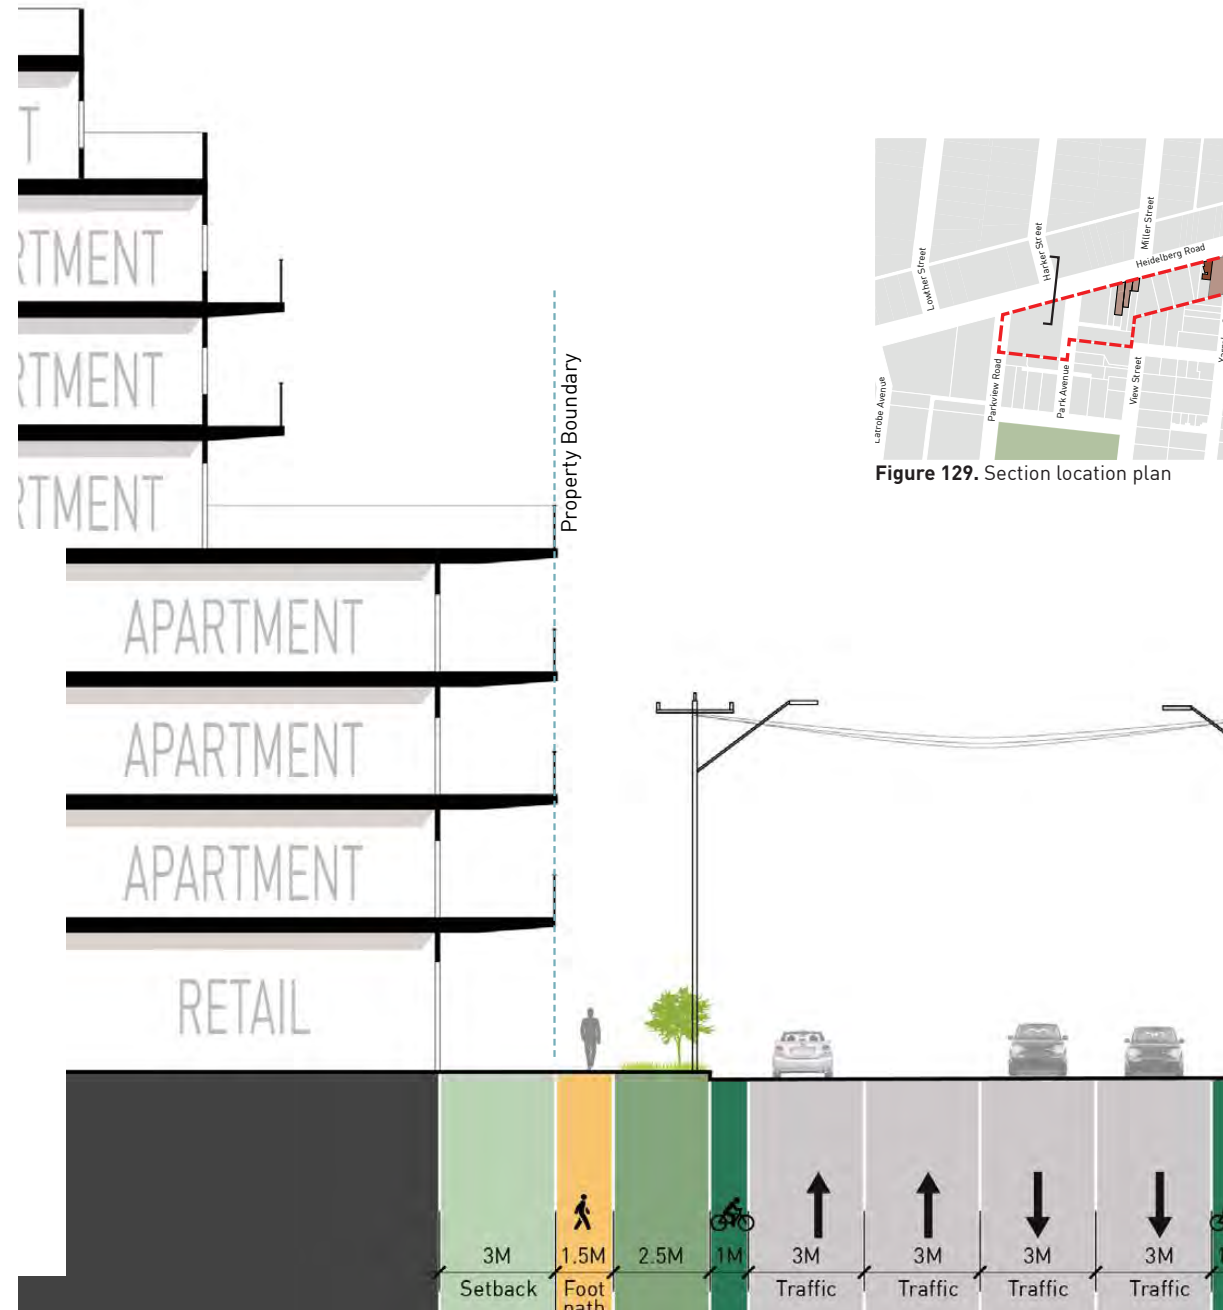 T
RTMENT
RTMENT
RTMENT
APARTMENT
APARTMENT
APARTMENT
RETAIL
Property Boundary
Lowther Street
Harker Street
Miller Street
Heidelberg Road
Latrobe Avenue
Parkview Road
Park Avenue
View Street
Figure 129. Section location plan
3M
1.5M
2.5M
1M
3M
3M
3M
3M
1
Setback
Foot
path
Traffic
Traffic
Traffic
Traffic